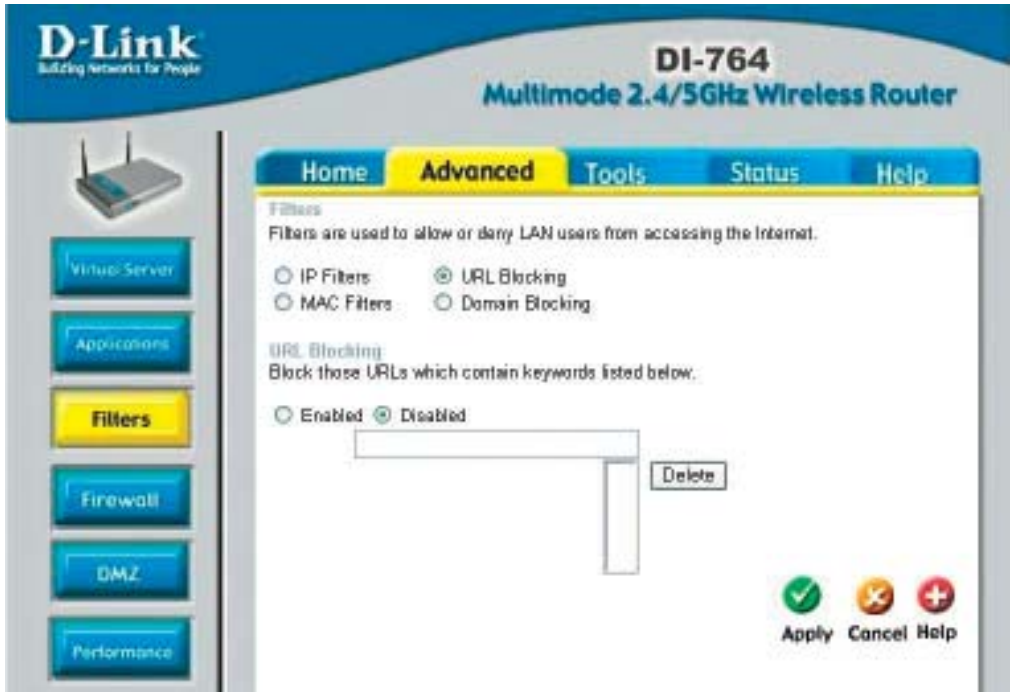 D-Link
Building Networks for People
DI-764
Multimode 2.4/5GHz Wireless Router
Home Advanced Tools Status Help
Filters
Filters are used to allow or deny LAN users from accessing the Internet.
IP Filters URL Blocking
MAC Filters Domain Blocking
URL Blocking
Block those URLs which contain keywords listed below.
Enabled Disabled
Delete
Virtual Server
Applications
Filters
Firewall
DMZ
Performance
Apply Cancel Help